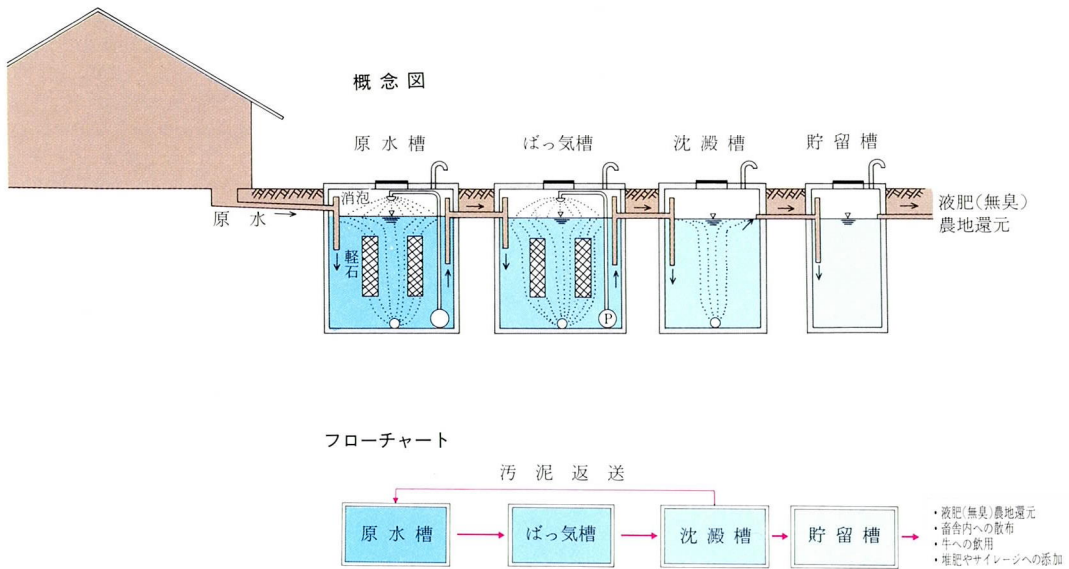 概念図
原水槽
ばっ気槽
沈澱槽
貯留槽
消泡
原水
軽石
P
液肥(無臭)
農地還元
フローチャート
汚泥返送
原水槽
ばっ気槽
沈澱槽
貯留槽
・液肥(無臭)農地還元
・畜舎内への散布
・牛への飲用
・堆肥やサイレージへの添加